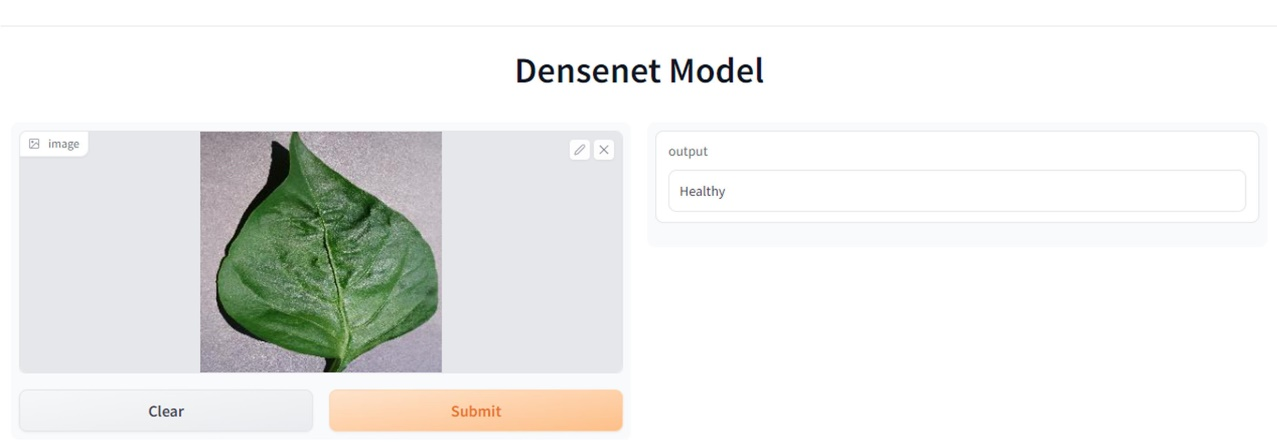 Densenet Model
image
output
Healthy
Clear
Submit